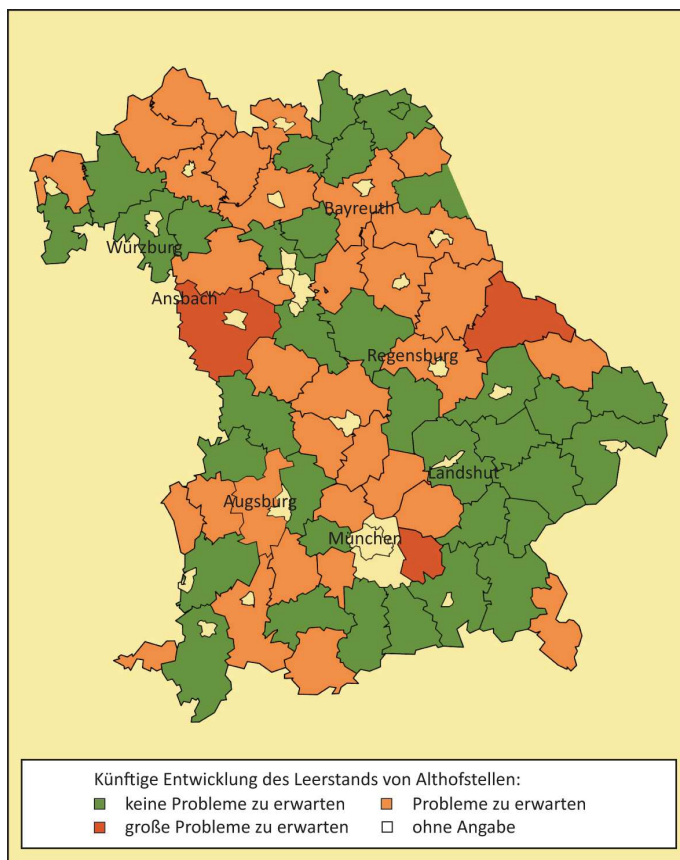 Bayreuth
Würzburg
Ansbach
Regensburg
Landshut
Augsburg
München
Künftige Entwicklung des Leerstands von Althofstellen:
keine Probleme zu erwarten Probleme zu erwarten
große Probleme zu erwarten ohne Angabe